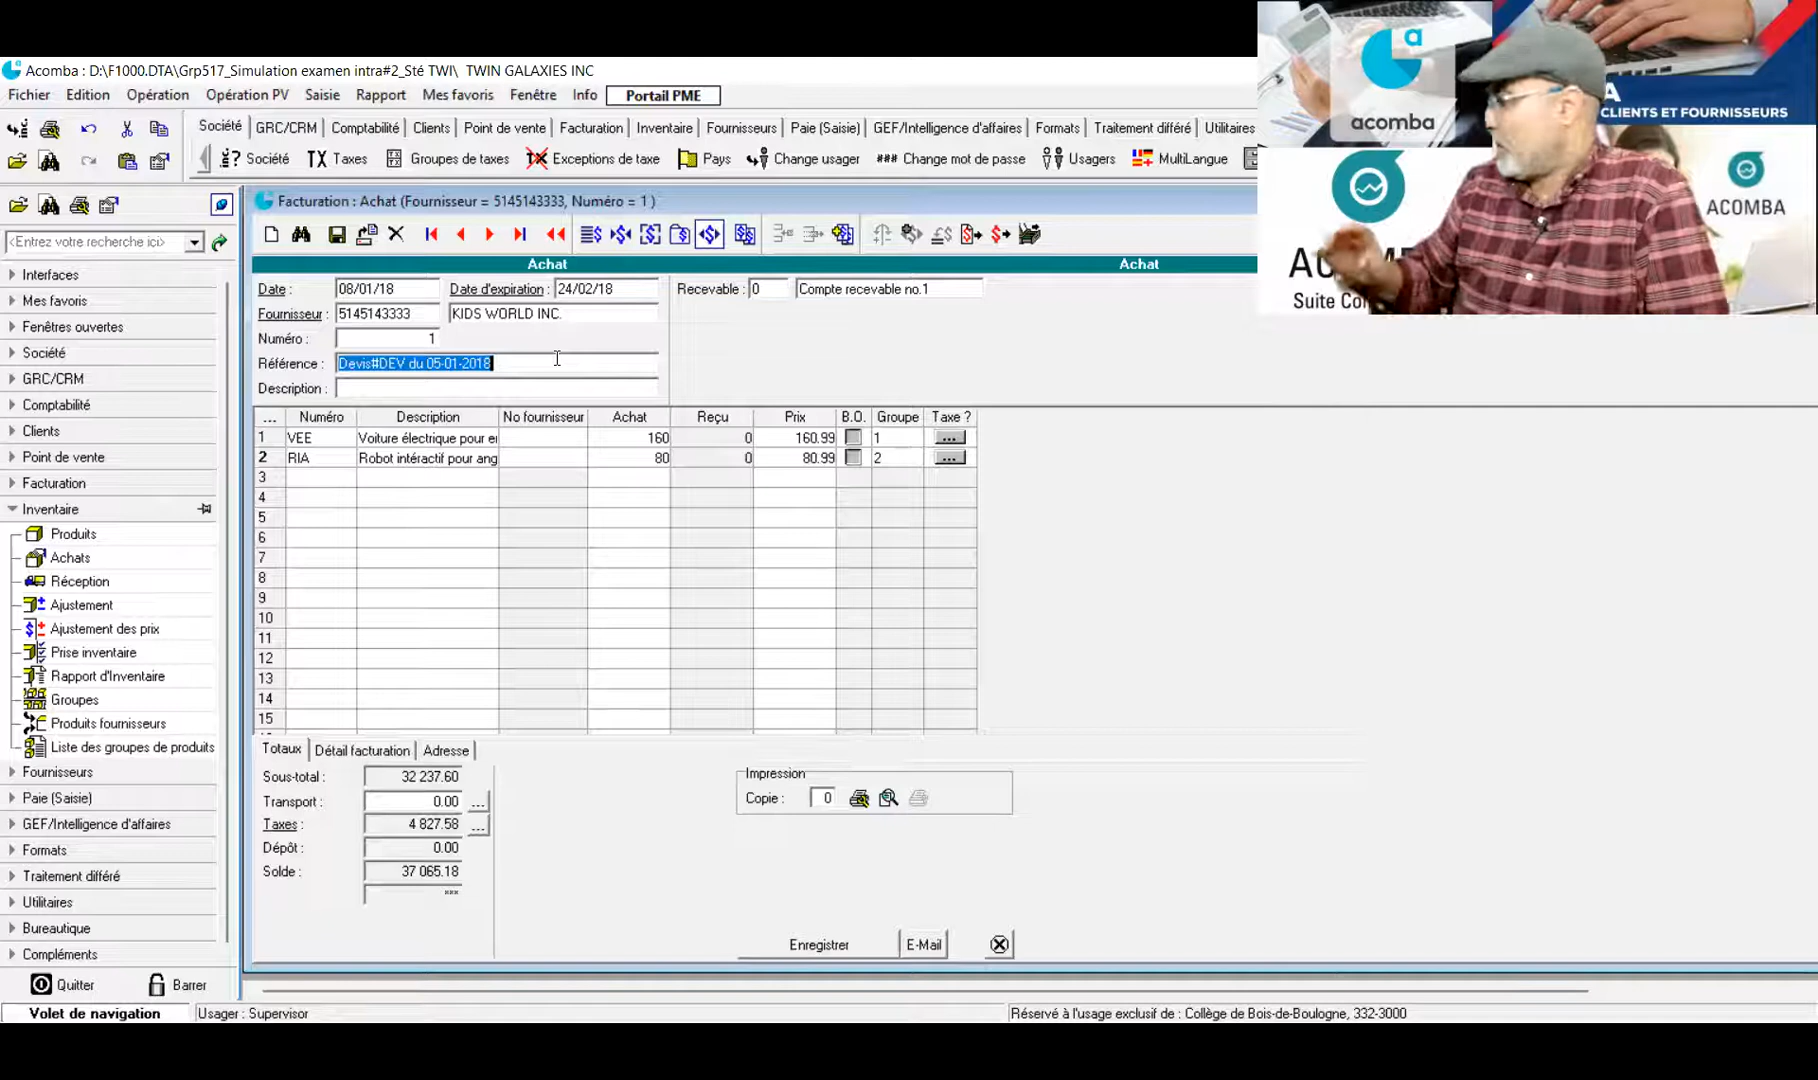 Acomba : D:\F1000.DTA\Grp517_Simulation examen intra#2_Sté TWI\ TWIN GALAXIES INC
Fichier Edition Opération Opération PV Saisie Rapport Mes favoris Fenêtre Info Portail PME
Société GRC/CRM Comptabilité Clients Point de vente Facturation Inventaire Fournisseurs Paie (Saisie) GEF/Intelligence d'affaires Formats Traitement différé Utilitaires
Société Taxes Groupes de taxes Exceptions de taxe Pays Change usager Change mot de passe Usagers MultiLangue
acomba
A
CLIENTS ET FOURNISSEURS
ACOMBA
Suite
<Entrez votre recherche ici>
Interfaces
Mes favoris
Fenêtres ouvertes
Société
GRC/CRM
Comptabilité
Clients
Point de vente
Facturation
Inventaire
Produits
Achats
Réception
Ajustement
Ajustement des prix
Prise inventaire
Rapport d'Inventaire
Groupes
Produits fournisseurs
Liste des groupes de produits
Fournisseurs
Paie (Saisie)
GEF/Intelligence d'affaires
Formats
Traitement différé
Utilitaires
Bureautique
Compléments
Quitter Barrer
Volet de navigation
Facturation : Achat (Fournisseur = 5145143333, Numéro = 1 )
Achat Achat
Date : 08/01/18 Date d'expiration : 24/02/18 Recevable : 0 Compte recevable no.1
Fournisseur : 5145143333 KIDS WORLD INC.
Numéro : 1
Référence : Devis#DEV du 05-01-2018
Description :
... Numéro Description No fournisseur Achat Reçu Prix B.O. Groupe Taxe ?
1 VEE Voiture électrique pour er 160 0 160.99 1 ...
2 RIA Robot intéractif pour ang 80 0 80.99 2 ...
3
4
5
6
7
8
9
10
11
12
13
14
15
Totaux Détail facturation Adresse
Sous-total : 32 237.60
Transport : 0.00 ...
Taxes : 4 827.58 ...
Dépôt : 0.00
Solde : 37 065.18
***
Impression
Copie : 0
Enregistrer E-Mail
Usager : Supervisor
Réservé à l'usage exclusif de : Collège de Bois-de-Boulogne, 332-3000